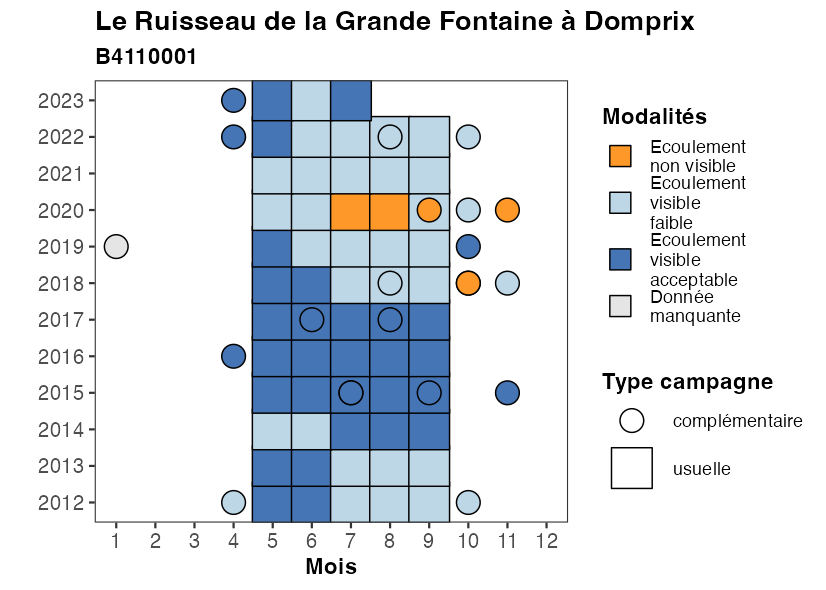 Le Ruisseau de la Grande Fontaine à Domprix
B4110001
2023
2022
2021
2020
2019
2018
2017
2016
2015
2014
2013
2012
1 2 3 4 5 6 7 8 9 10 11 12
Mois
Modalités
Ecoulement
non visible
Ecoulement
visible
faible
Ecoulement
visible
acceptable
Donnée
manquante
Type campagne
complémentaire
usuelle